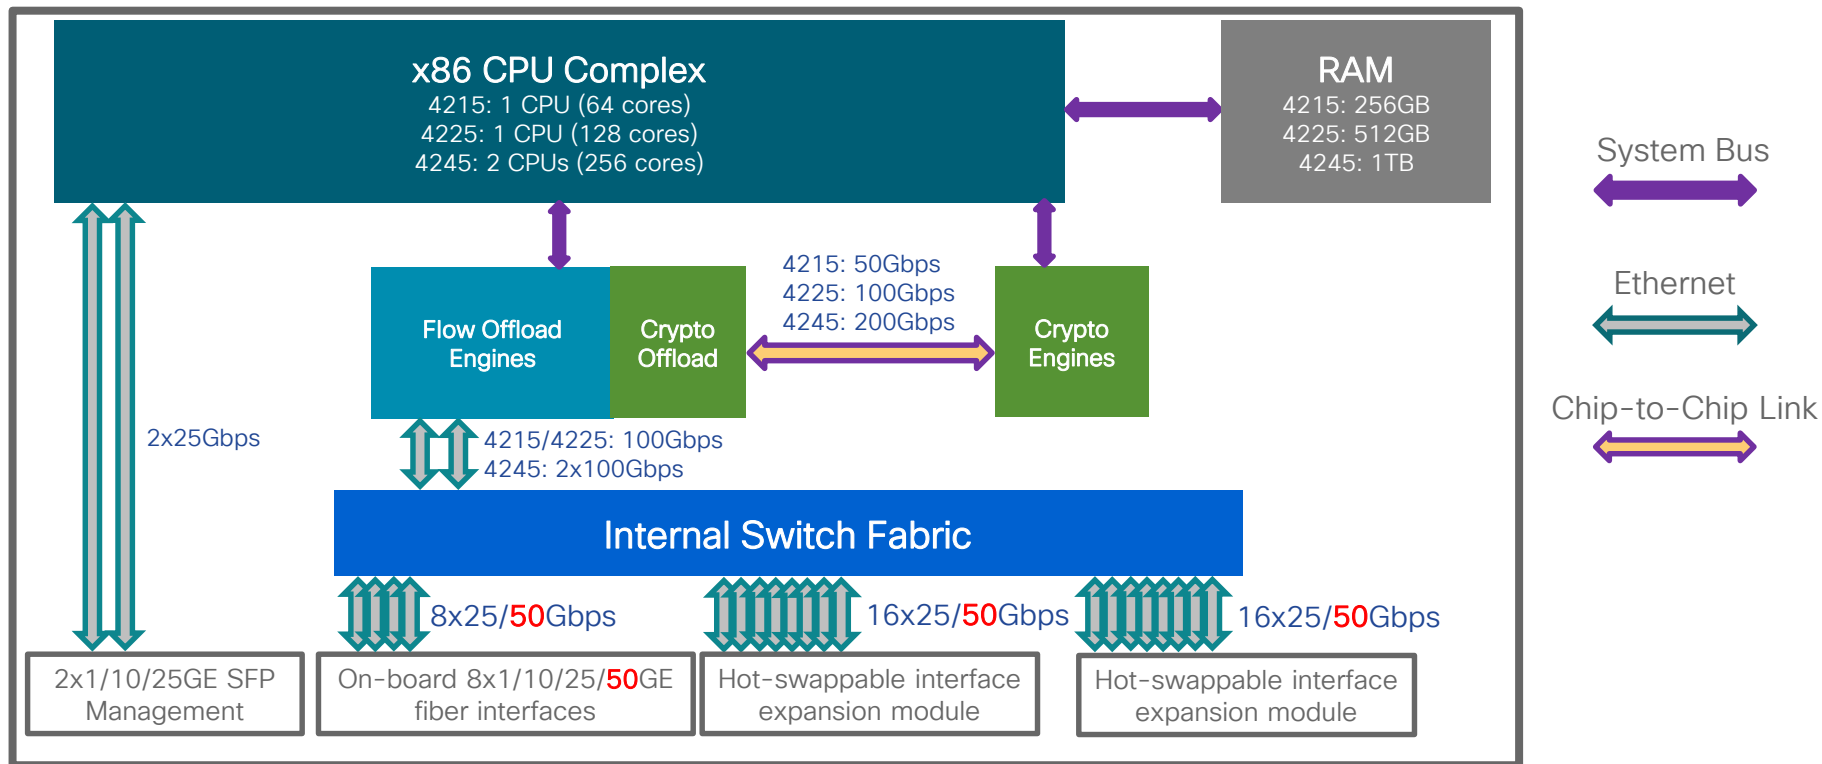 x86 CPU Complex
4215: 1 CPU (64 cores)
4225: 1 CPU (128 cores)
4245: 2 CPUs (256 cores)
RAM
4215: 256GB
4225: 512GB
4245: 1TB
System Bus
Ethernet
Chip-to-Chip Link
Flow Offload
Engines
Crypto
Offload
4215: 50Gbps
4225: 100Gbps
4245: 200Gbps
Crypto
Engines
2x25Gbps
4215/4225: 100Gbps
4245: 2x100Gbps
Internal Switch Fabric
8x25/50Gbps
16x25/50Gbps
16x25/50Gbps
2x1/10/25GE SFP
Management
On-board 8x1/10/25/50GE
fiber interfaces
Hot-swappable interface
expansion module
Hot-swappable interface
expansion module